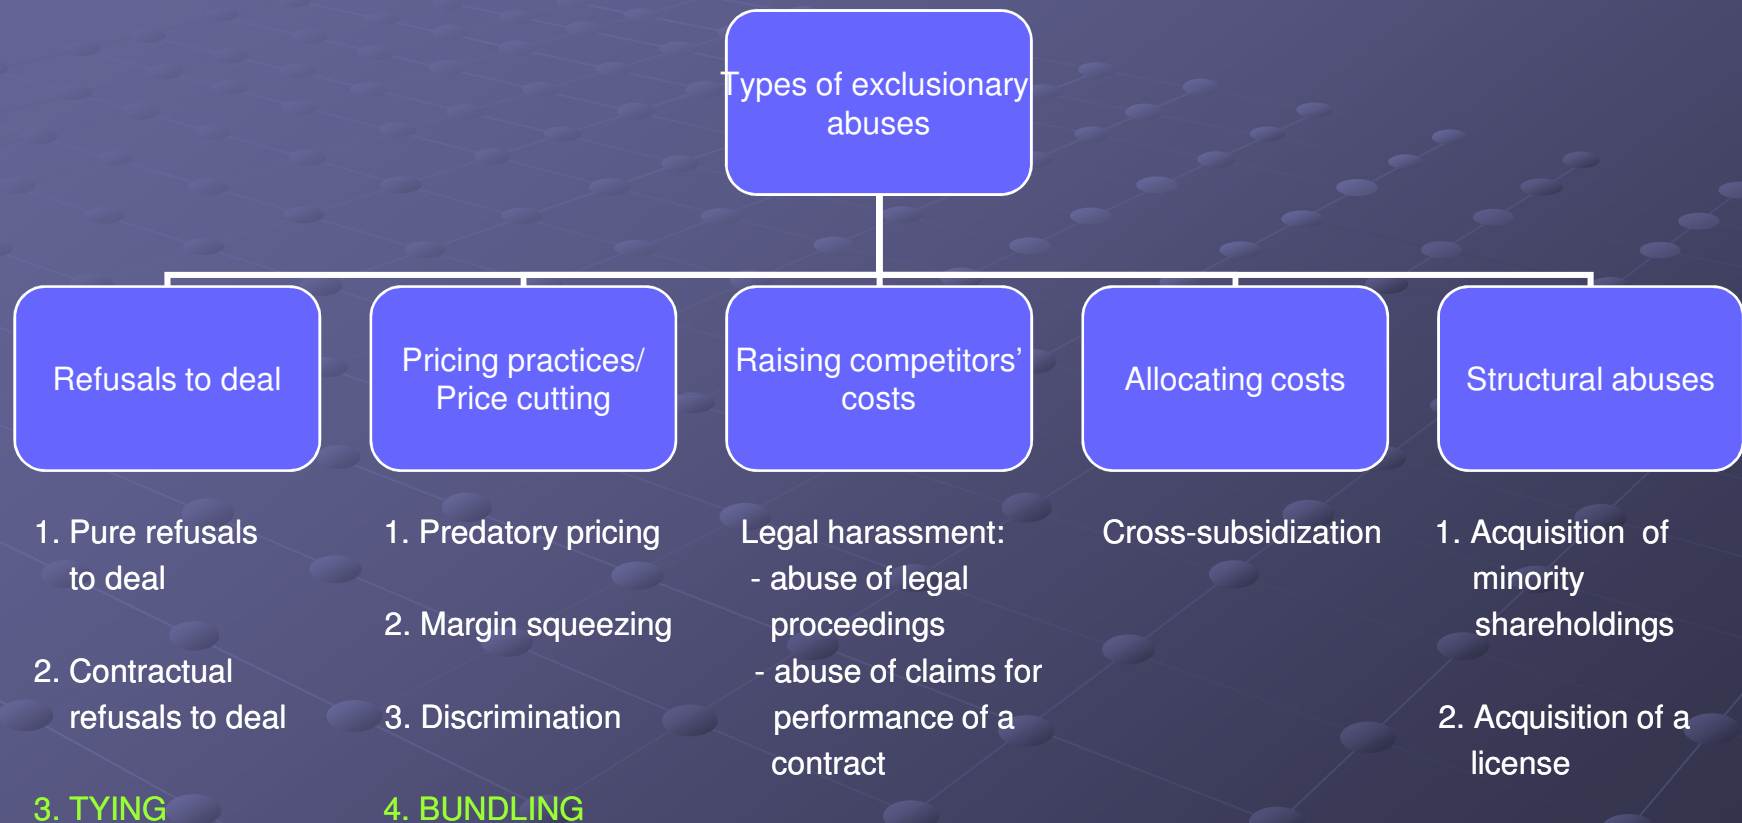 Types of exclusionary
abuses
Refusals to deal
Pricing practices/
Price cutting
Raising competitors’
costs
Allocating costs
Structural abuses
1. Pure refusals
to deal
2. Contractual
refusals to deal
3. TYING
1. Predatory pricing
2. Margin squeezing
3. Discrimination
4. BUNDLING
Legal harassment:
- abuse of legal
proceedings
- abuse of claims for
performance of a
contract
Cross-subsidization
1. Acquisition of
minority
shareholdings
2. Acquisition of a
license